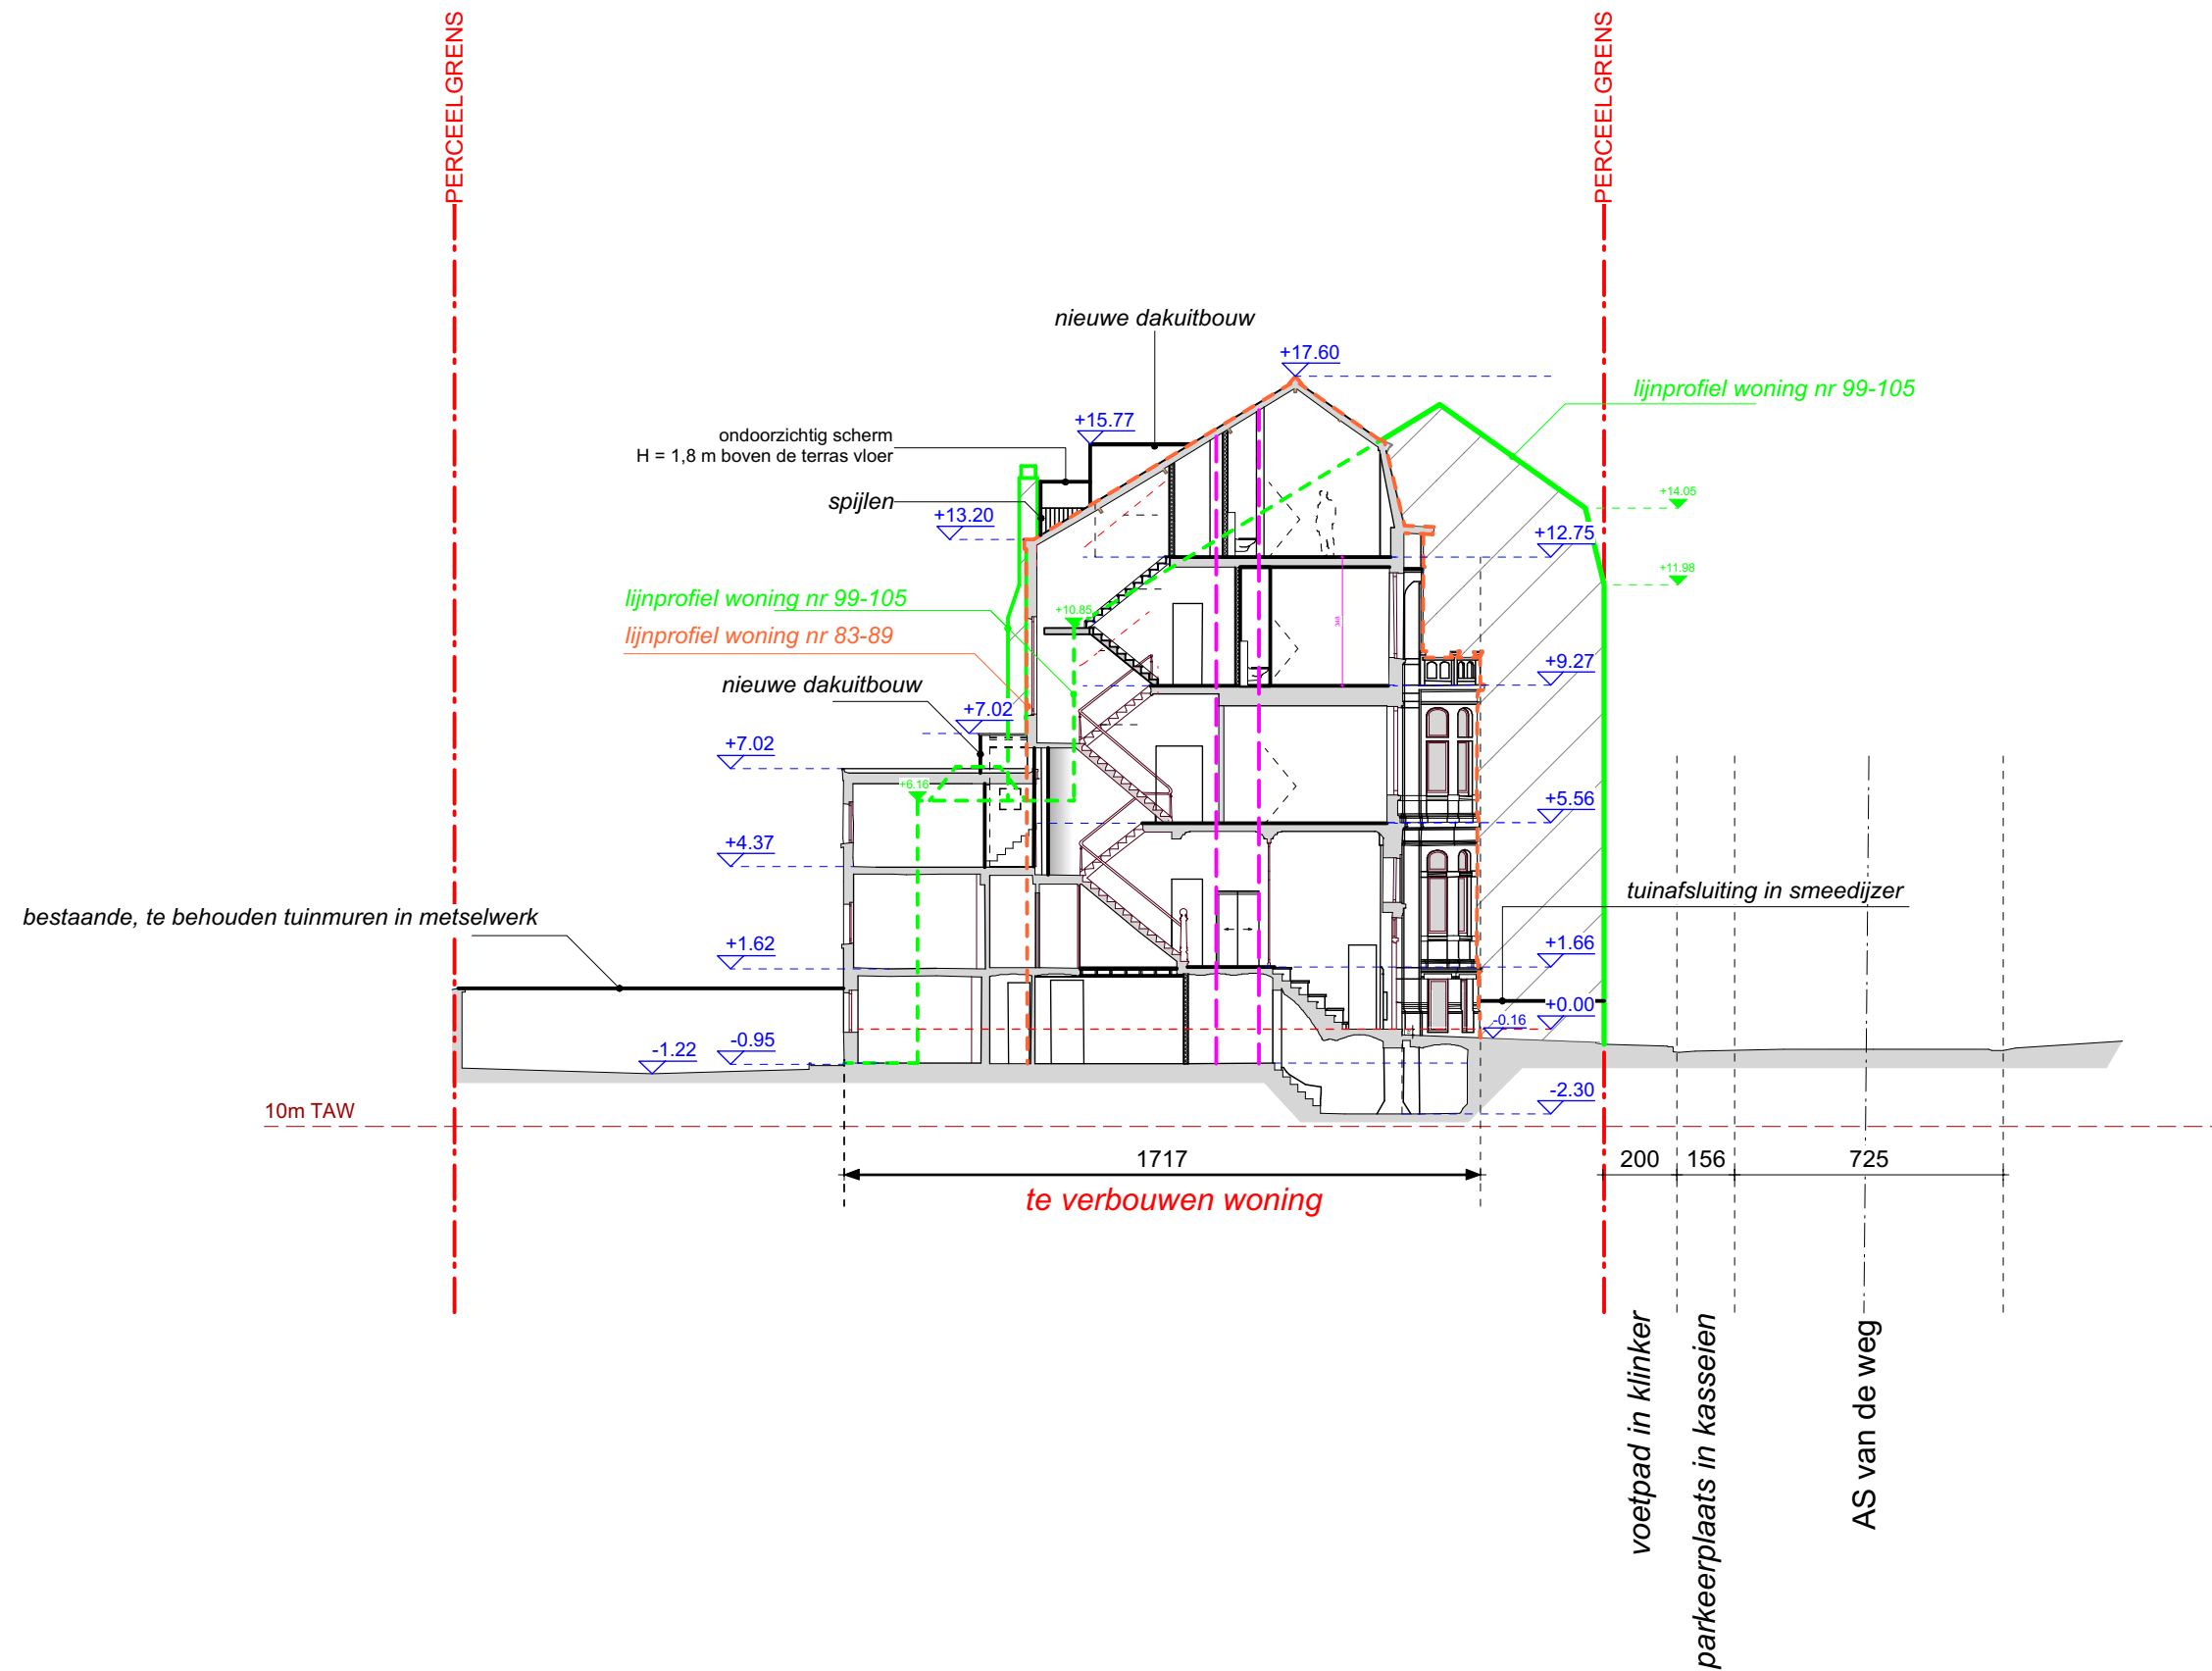 PERCEELGRENS
PERCEELGRENS
nieuwe dakuitbouw
+17.60
lijnprofiel woning nr 99-105
+15.77
ondoorzichtig scherm
H = 1,8 m boven de terras vloer
spijlen
+13.20
+14.05
+12.75
+11.98
lijnprofiel woning nr 99-105
+10.85
lijnprofiel woning nr 83-89
348
+9.27
nieuwe dakuitbouw
+7.02
+7.02
+6.16
+5.56
+4.37
tuinafsluiting in smeedijzer
bestaande, te behouden tuinmuren in metselwerk
+1.62
+1.66
+0.00
-0.16
-0.95
-1.22
-2.30
10m TAW
1717
200
156
725
te verbouwen woning
voetpad in klinker
parkeerplaats in kasseien
AS van de weg